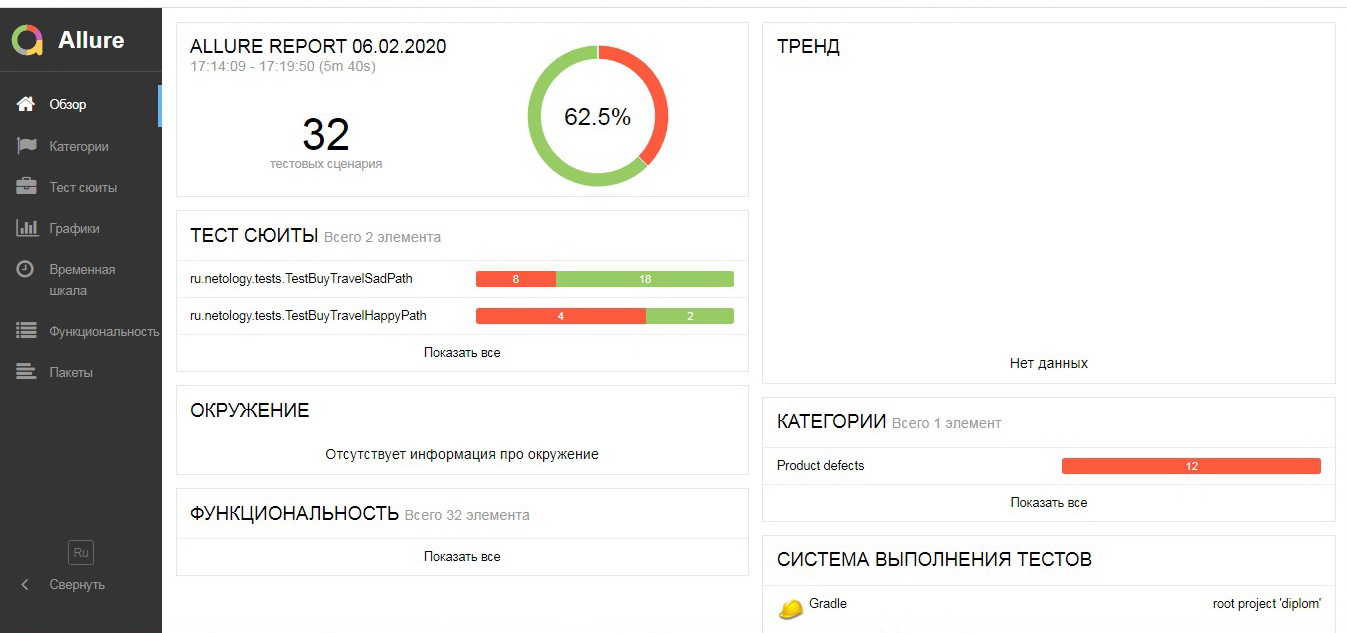 Allure
Обзор
Категории
Тест сюиты
Графики
Временная
шкала
Функциональность
Пакеты
Ru
Свернуть
ALLURE REPORT 06.02.2020
17:14:09 - 17:19:50 (5m 40s)
32
тестовых сценария
62.5%
ТЕСТ СЮИТЫ Всего 2 элемента
ru.netology.tests.TestBuyTravelSadPath 8 18
ru.netology.tests.TestBuyTravelHappyPath 4 2
Показать все
ОКРУЖЕНИЕ
Отсутствует информация про окружение
ФУНКЦИОНАЛЬНОСТЬ Всего 32 элемента
Показать все
ТРЕНД
Нет данных
КАТЕГОРИИ Всего 1 элемент
Product defects 12
Показать все
СИСТЕМА ВЫПОЛНЕНИЯ ТЕСТОВ
Gradle root project 'diplom'